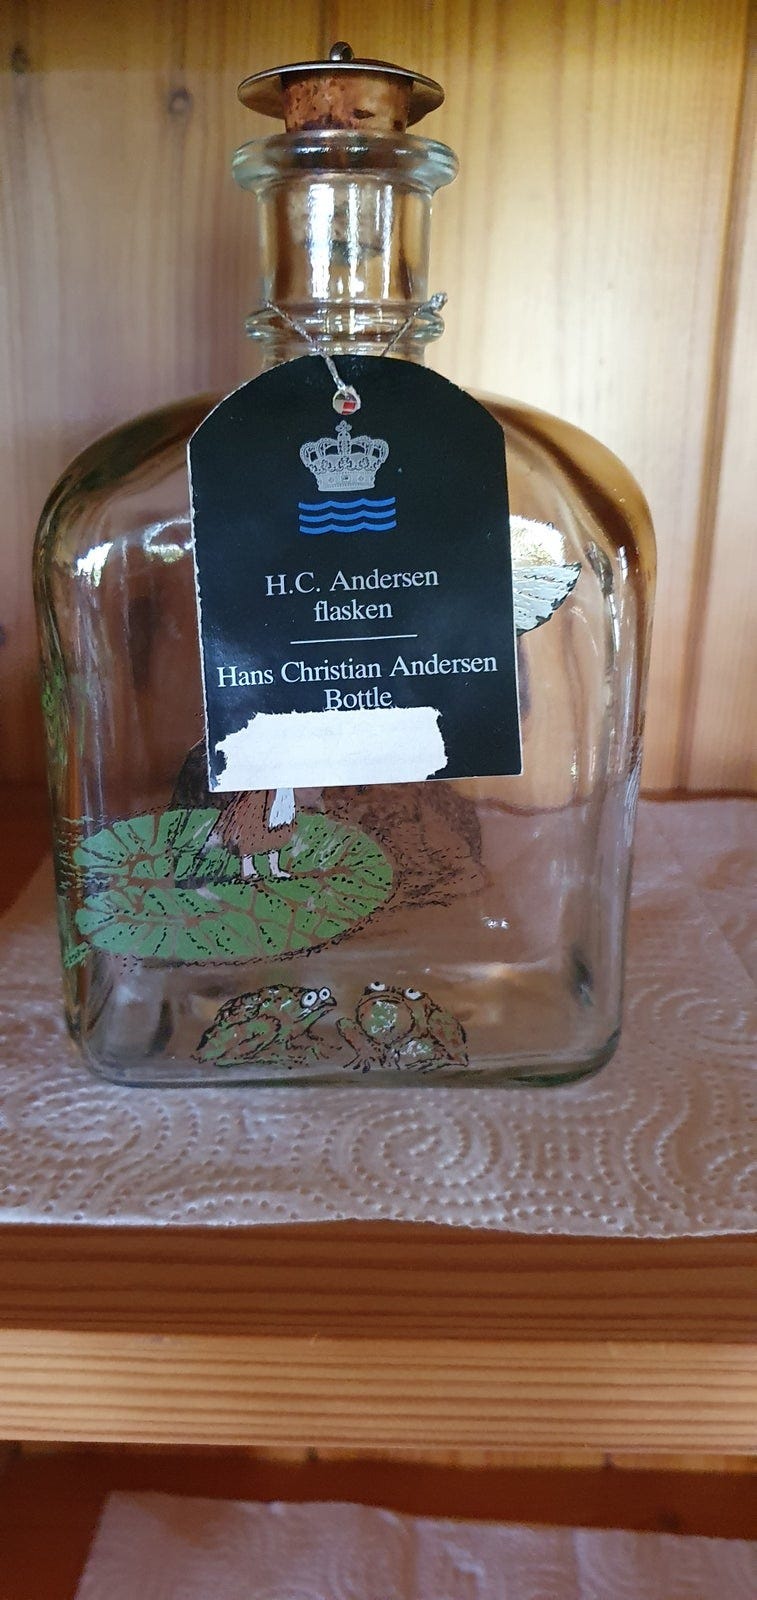 H.C. Andersen
flasken
Hans Christian Andersen
Bottle